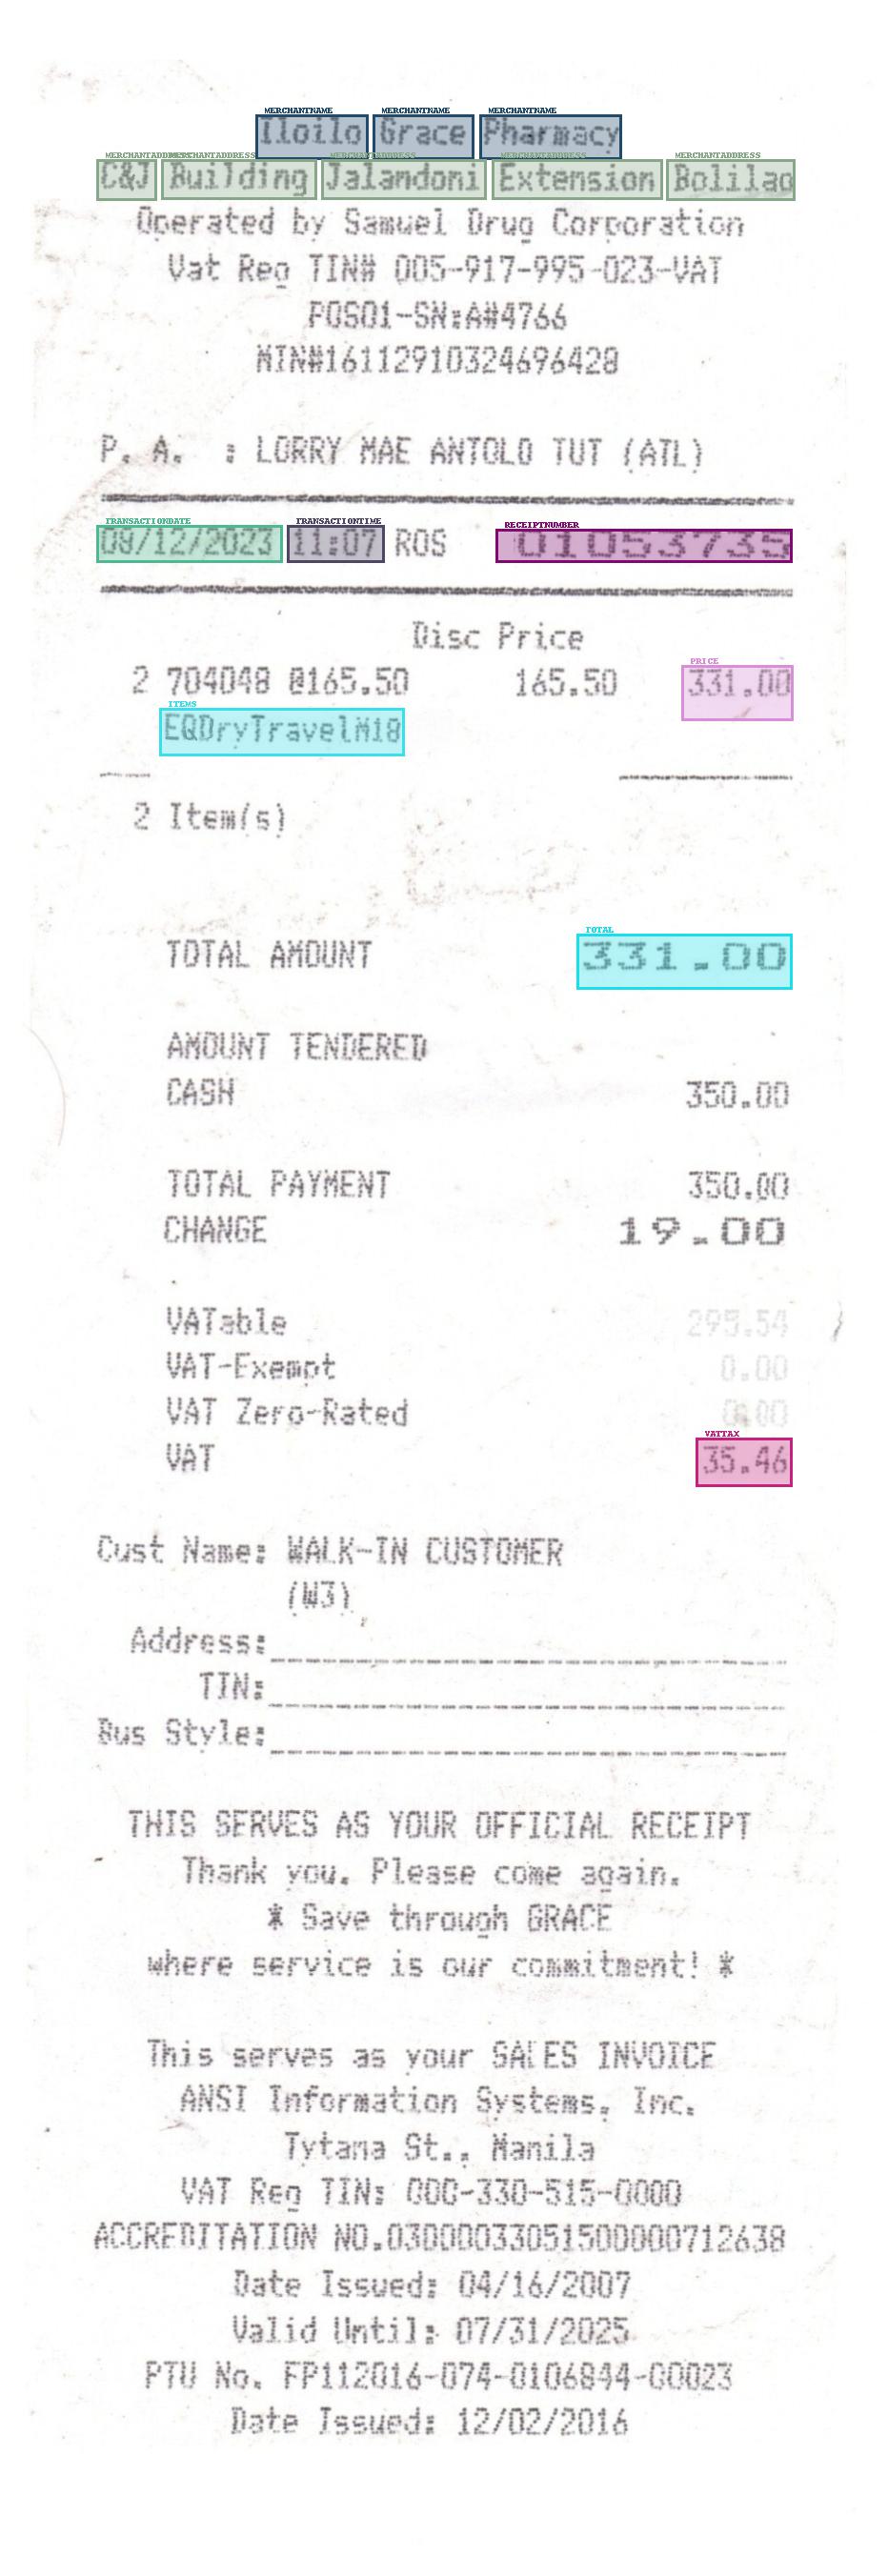 MERCHANTNAME MERCHANTNAME MERCHANTNAME
Iloilo Grace Pharmacy
MERCHANTADDRESS MERCHANTADDRESS MERCHANTADDRESS MERCHANTADDRESS MERCHANTADDRESS
C&J Building Jalandoni Extension Bolilao
Operated by Samuel Drug Corporation
Vat Reg TIN# 005-917-995-023-VAT
POS01-SN:A#4766
MIN#16112910324696428
P. A. : LORRY MAE ANTOLO TUT (ATL)
TRANSACTIONDATE TRANSACTIONTIME RECEIPTNUMBER
08/12/2023 11:07 ROS 010537735
Disc Price
PRICE
2 704048 @165.50 165.50 331.00
ITEMS
EQDryTravelM18
2 Item(s)
TOTAL
TOTAL AMOUNT 331.00
AMOUNT TENDERED
CASH 350.00
TOTAL PAYMENT 350.00
CHANGE 19.00
VATable 295.54
VAT-Exempt 0.00
VAT Zero-Rated 0.00
VATTAX
VAT 35.46
Cust Name: WALK-IN CUSTOMER
(W3)
Address:
TIN:
Bus Style:
THIS SERVES AS YOUR OFFICIAL RECEIPT
Thank you. Please come again.
* Save through GRACE
where service is our commitment! *
This serves as your SALES INVOICE
ANSI Information Systems, Inc.
Tytana St., Manila
VAT Reg TIN: 000-330-515-0000
ACCREDITATION NO.030000330515000000712638
Date Issued: 04/16/2007
Valid Until: 07/31/2025
PTU No. FP112016-074-0106844-00023
Date Issued: 12/02/2016